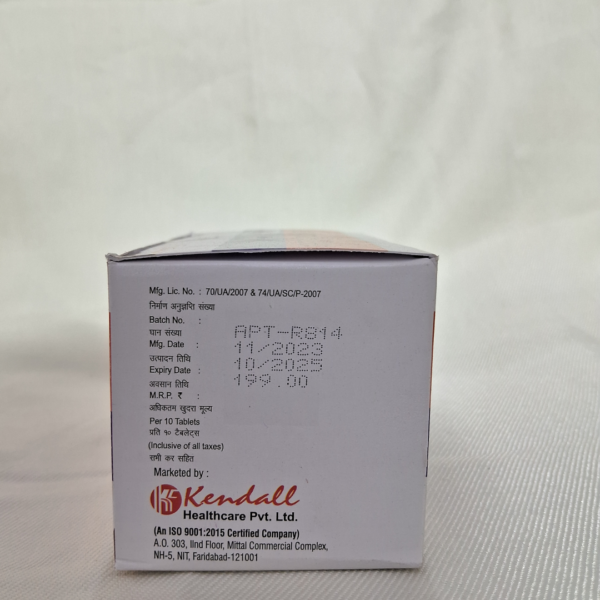 Mfg. Lic. No. : 70/UA/2007 & 74/UA/SC/P-2007
निर्माण अनुज्ञप्ति संख्या
Batch No. :
घान संख्या
APT-R814
Mfg. Date :
11/2023
उत्पादन तिथि
Expiry Date :
10/2025
अवसान तिथि
199.00
M.R.P. ₹ :
अधिकतम खुदरा मूल्य
Per 10 Tablets
प्रति १० टैबलेट्स
(Inclusive of all taxes)
सभी कर सहित
Marketed by :
Kendall
Healthcare Pvt. Ltd.
(An ISO 9001:2015 Certified Company)
A.O. 303, IInd Floor, Mittal Commercial Complex,
NH-5, NIT, Faridabad-121001